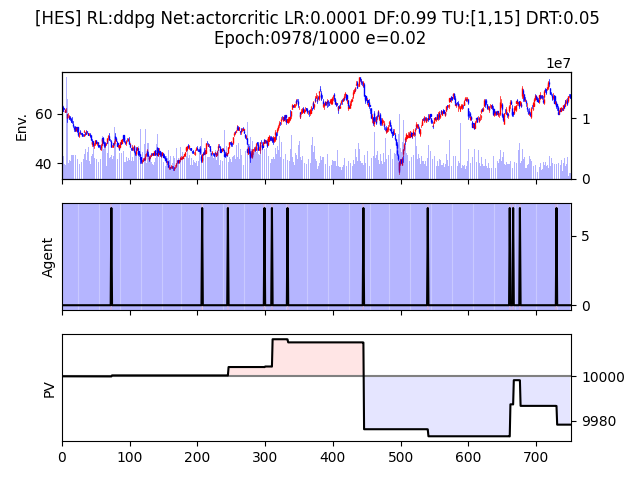 [HES] RL:ddpg Net:actorcritic LR:0.0001 DF:0.99 TU:[1,15] DRT:0.05
Epoch:0978/1000 e=0.02
1e7
Env.
60
40
1
0
Agent
5
0
PV
10000
9980
0 100 200 300 400 500 600 700